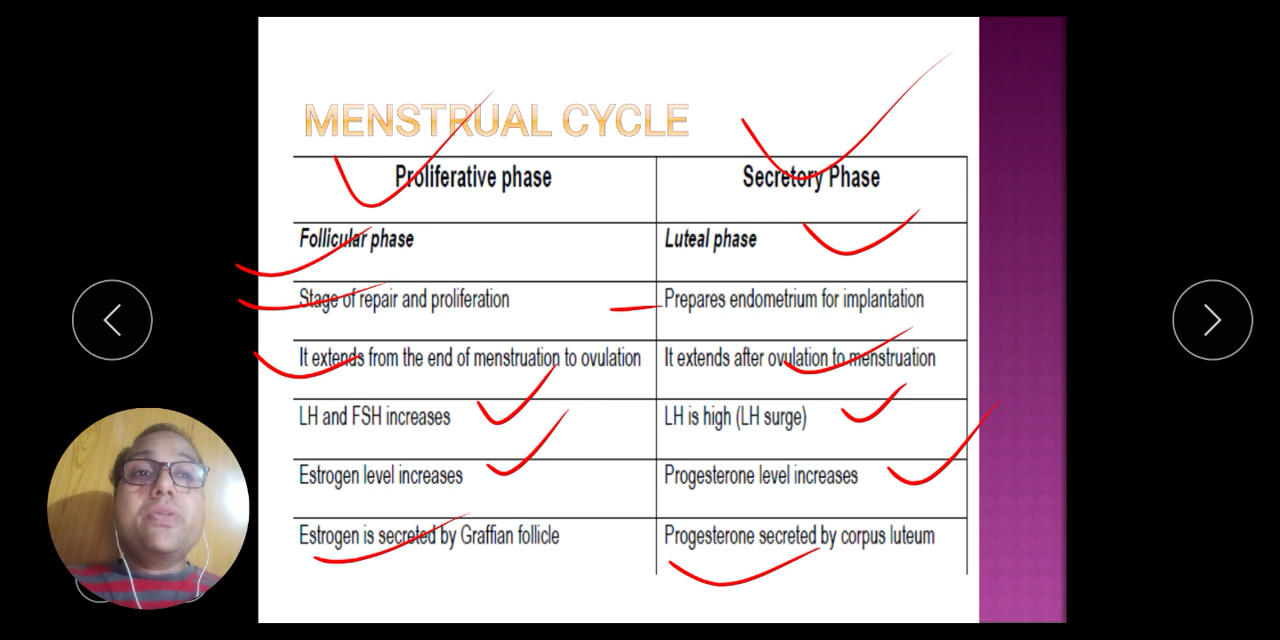 MENSTRUAL CYCLE
Proliferative phase
Secretory Phase
Follicular phase
Luteal phase
Stage of repair and proliferation
Prepares endometrium for implantation
It extends from the end of menstruation to ovulation
It extends after ovulation to menstruation
LH and FSH increases
LH is high (LH surge)
Estrogen level increases
Progesterone level increases
Estrogen is secreted by Graffian follicle
Progesterone secreted by corpus luteum